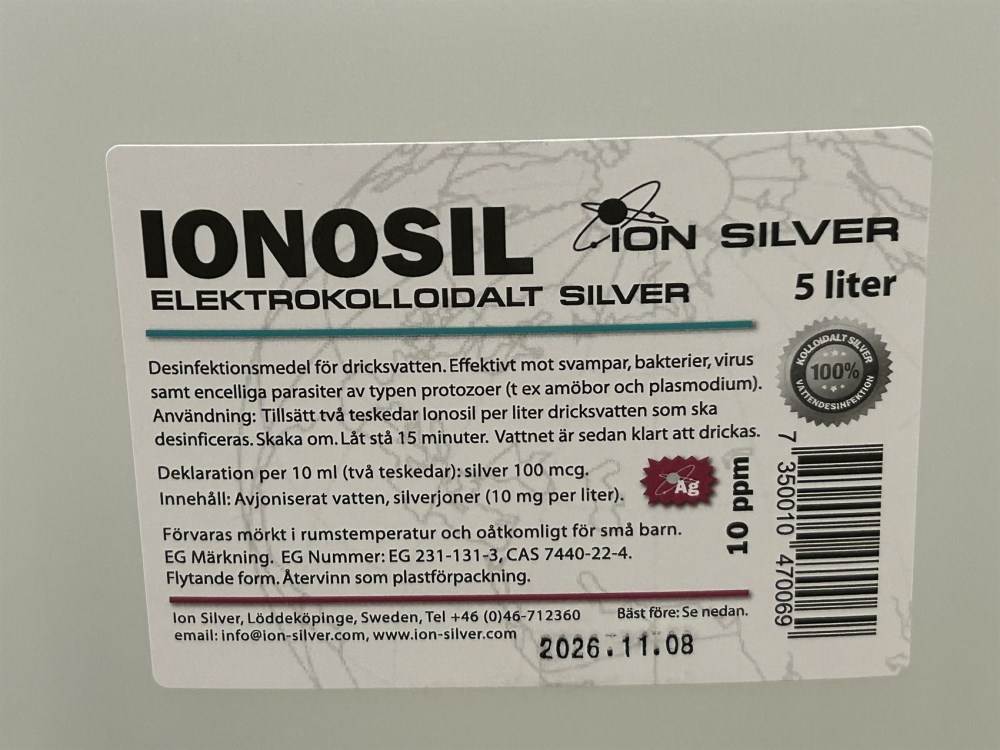 IONOSIL
ION SILVER
ELEKTROKOLLOIDALT SILVER
5 liter
Desinfektionsmedel för dricksvatten. Effektivt mot svampar, bakterier, virus
samt encelliga parasiter av typen protozoer (t ex amöbor och plasmodium).
Användning: Tillsätt två teskedar Ionosil per liter dricksvatten som ska
desinficeras. Skaka om. Låt stå 15 minuter. Vattnet är sedan klart att drickas.
KOLLOIDALT SILVER
100%
VATTENDESINFEKTION
Deklaration per 10 ml (två teskedar): silver 100 mcg.
Innehåll: Avjoniserat vatten, silverjoner (10 mg per liter).
Ag
10 ppm
7 350010 470069
Förvaras mörkt i rumstemperatur och oåtkomligt för små barn.
EG Märkning. EG Nummer: EG 231-131-3, CAS 7440-22-4.
Flytande form. Återvinn som plastförpackning.
Ion Silver, Löddeköpinge, Sweden, Tel +46 (0)46-712360
email: info@ion-silver.com, www.ion-silver.com
Bäst före: Se nedan.
2026.11.08